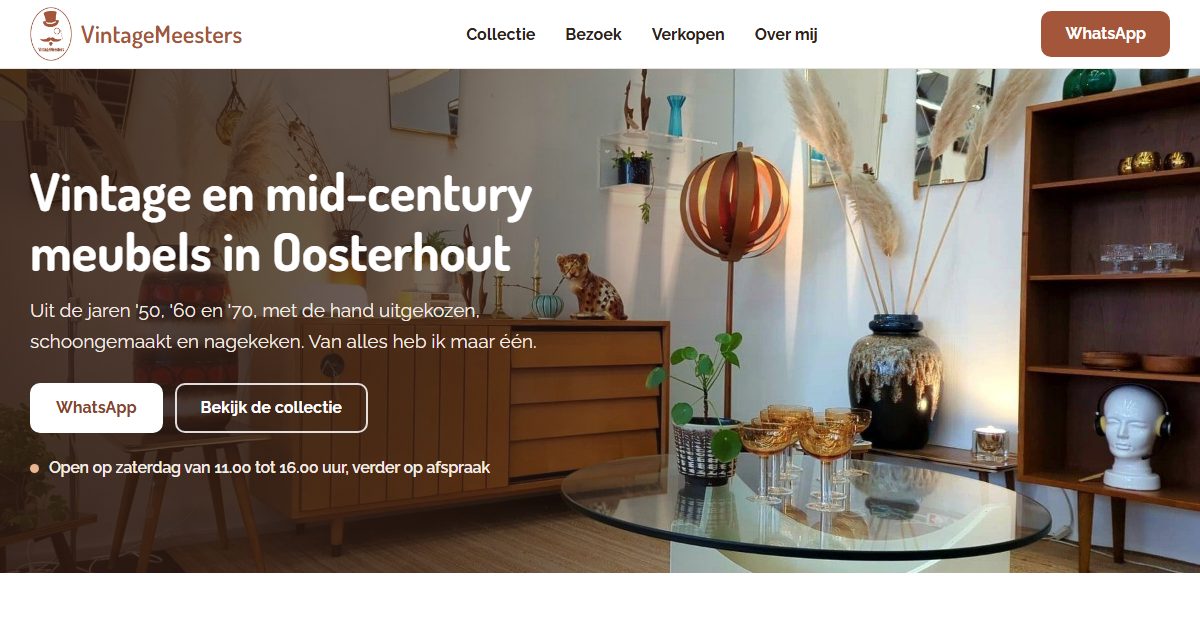 VintageMeesters
VintageMeesters
Collectie
Bezoek
Verkopen
Over mij
WhatsApp
Vintage en mid-century
meubels in Oosterhout
Uit de jaren '50, '60 en '70, met de hand uitgekozen,
schoongemaakt en nagekeken. Van alles heb ik maar één.
WhatsApp
Bekijk de collectie
Open op zaterdag van 11.00 tot 16.00 uur, verder op afspraak